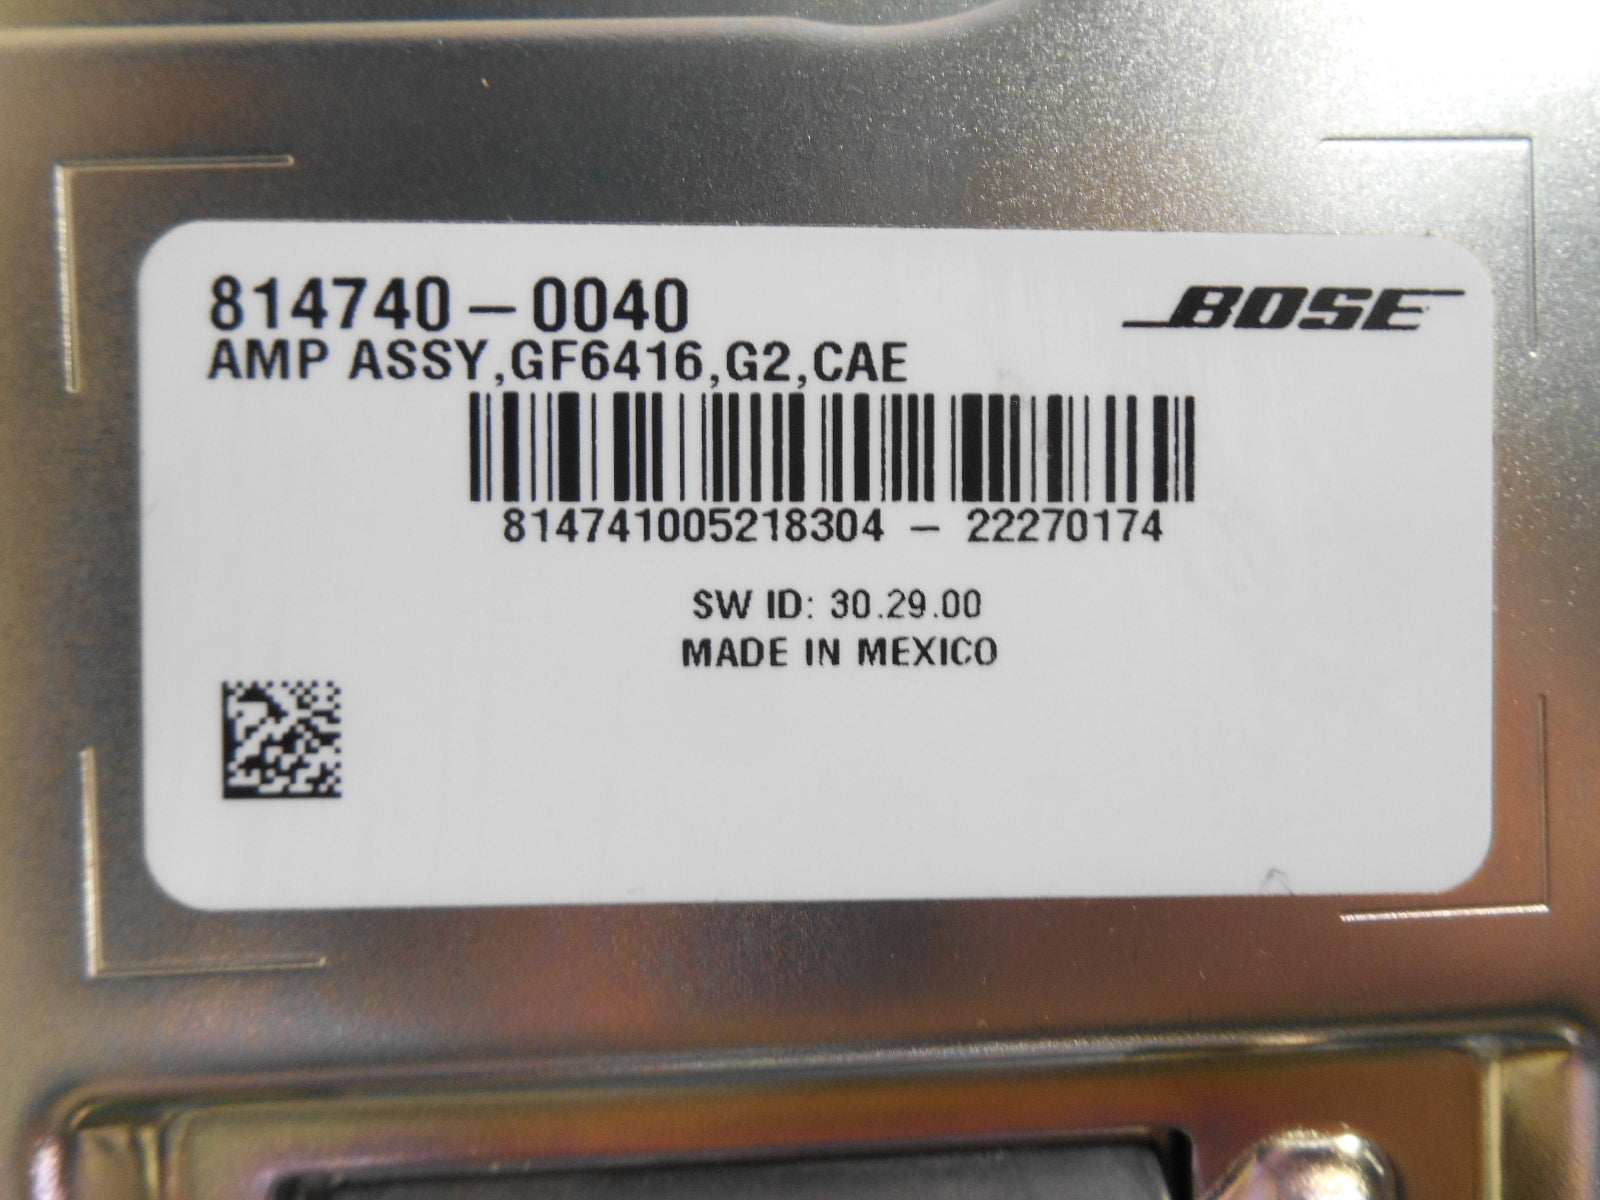 814740-0040
BOSE
AMP ASSY,GF6416,G2,CAE
814741005218304 - 22270174
SW ID: 30.29.00
MADE IN MEXICO